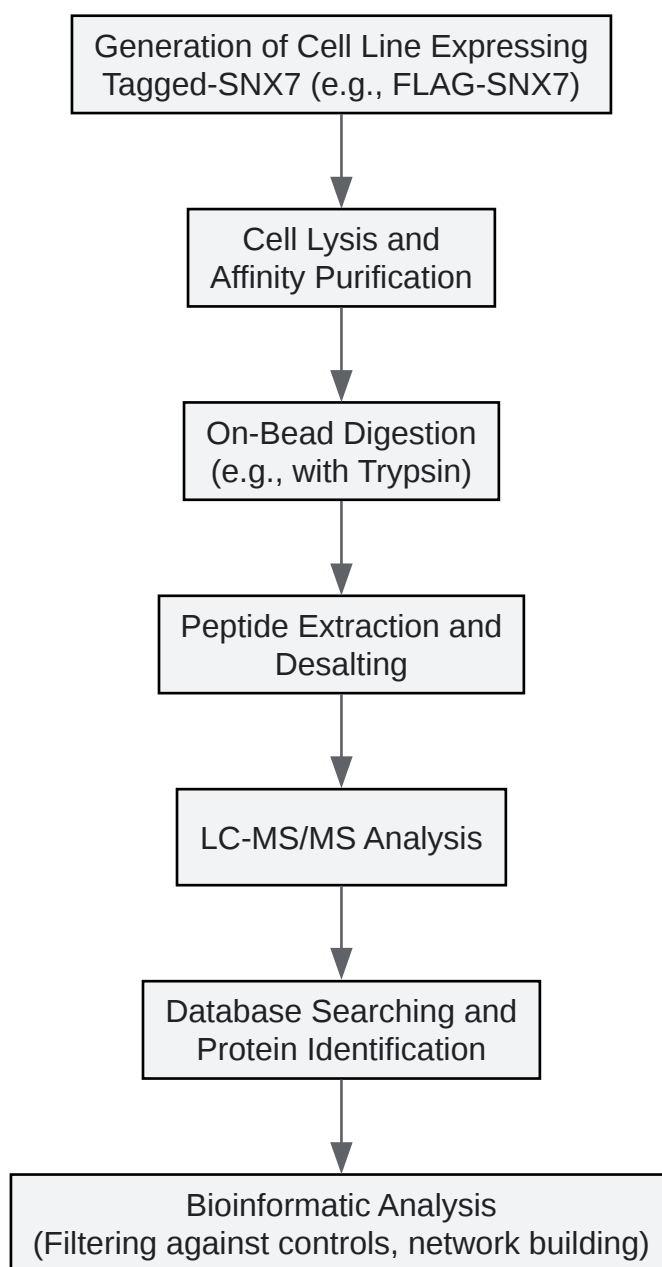 Generation of Cell Line Expressing
Tagged-SNX7 (e.g., FLAG-SNX7)
Cell Lysis and
Affinity Purification
On-Bead Digestion
(e.g., with Trypsin)
Peptide Extraction and
Desalting
LC-MS/MS Analysis
Database Searching and
Protein Identification
Bioinformatic Analysis
(Filtering against controls, network building)